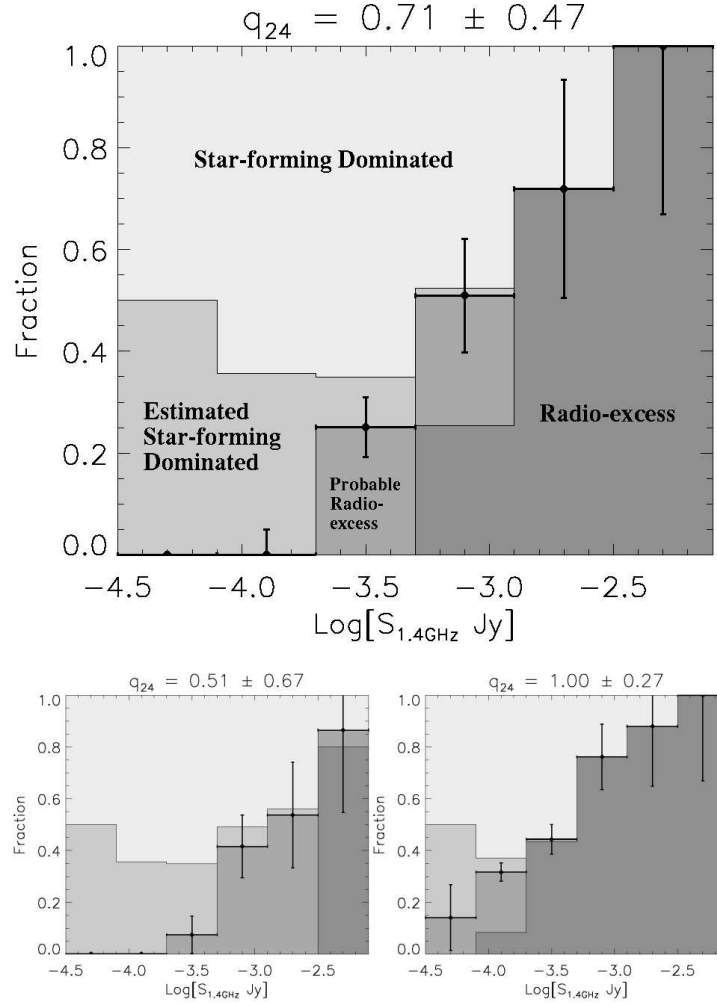 q24 = 0.71 ± 0.47
1.0
0.8
0.6
0.4
0.2
0.0
Fraction
Star-forming Dominated
Estimated
Star-forming
Dominated
Probable
Radio-
excess
Radio-excess
−4.5 −4.0 −3.5 −3.0 −2.5
Log[S1.4GHz Jy]
q24 = 0.51 ± 0.67
1.0
0.8
0.6
0.4
0.2
0.0
Fraction
−4.5 −4.0 −3.5 −3.0 −2.5
Log[S1.4GHz Jy]
q24 = 1.00 ± 0.27
1.0
0.8
0.6
0.4
0.2
0.0
Fraction
−4.5 −4.0 −3.5 −3.0 −2.5
Log[S1.4GHz Jy]